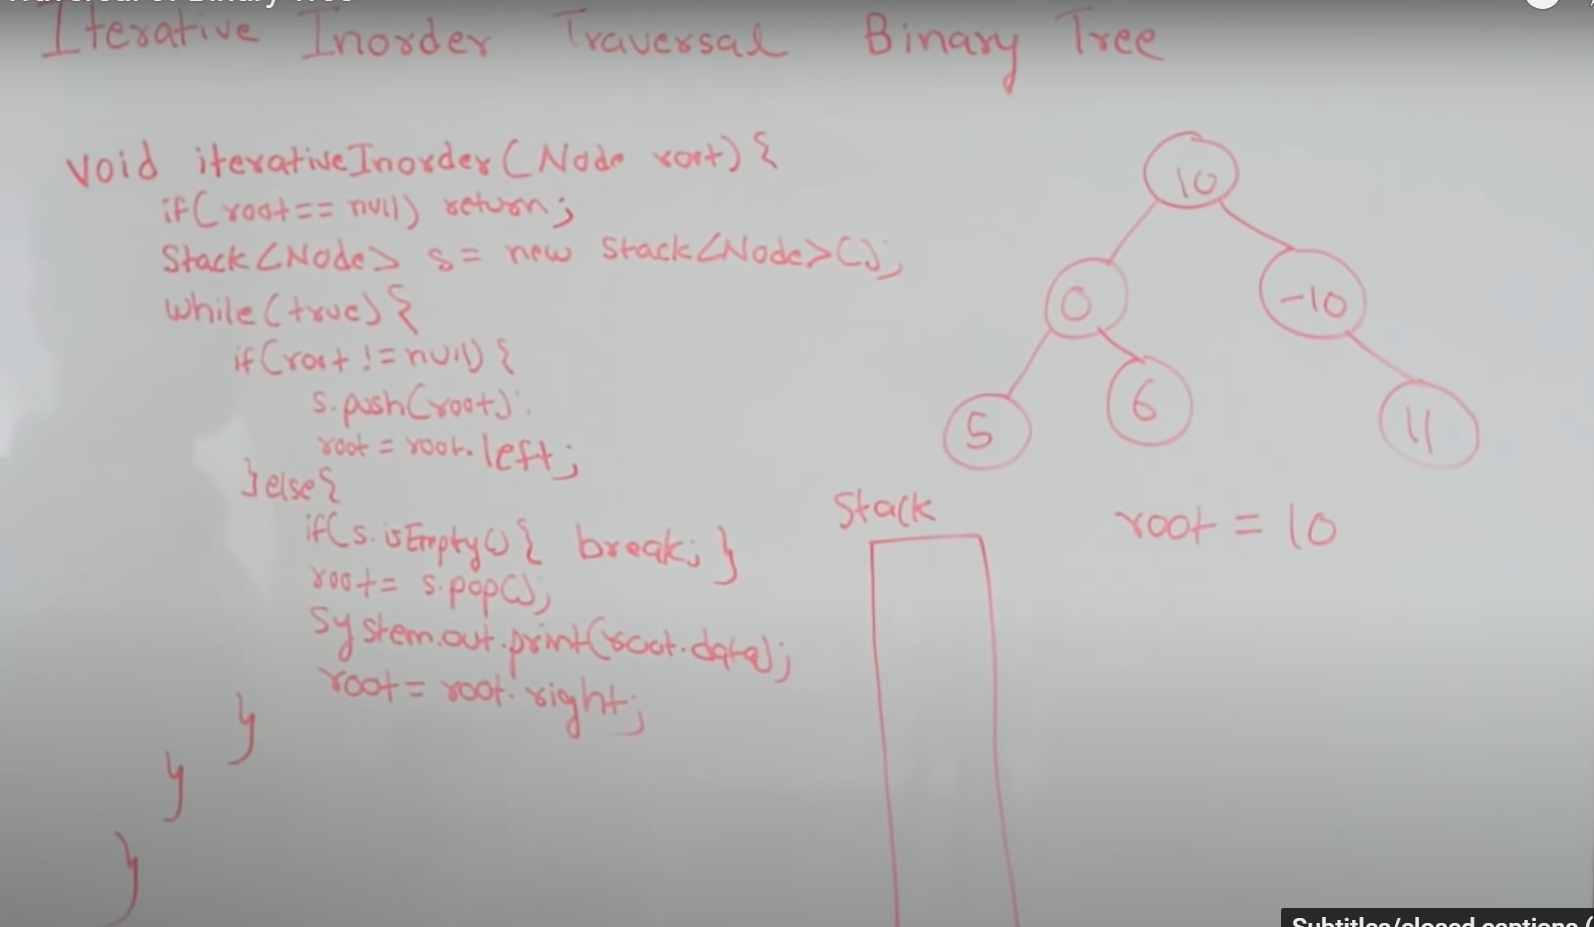 Iterative Inorder Traversal Binary Tree
void iterativeInorder(Node root){
if(root== null) return;
Stack<Node> s= new Stack<Node>();
while(true){
if(root !=null){
s.push(root);
root = root.left;
}else{
if(s.isEmpty(){ break; }
root= s.pop();
System.out.print(root.data);
root= root.right;
}
}
}
10
0
-10
5
6
11
Stack
root = 10
Subtitles/closed captions (